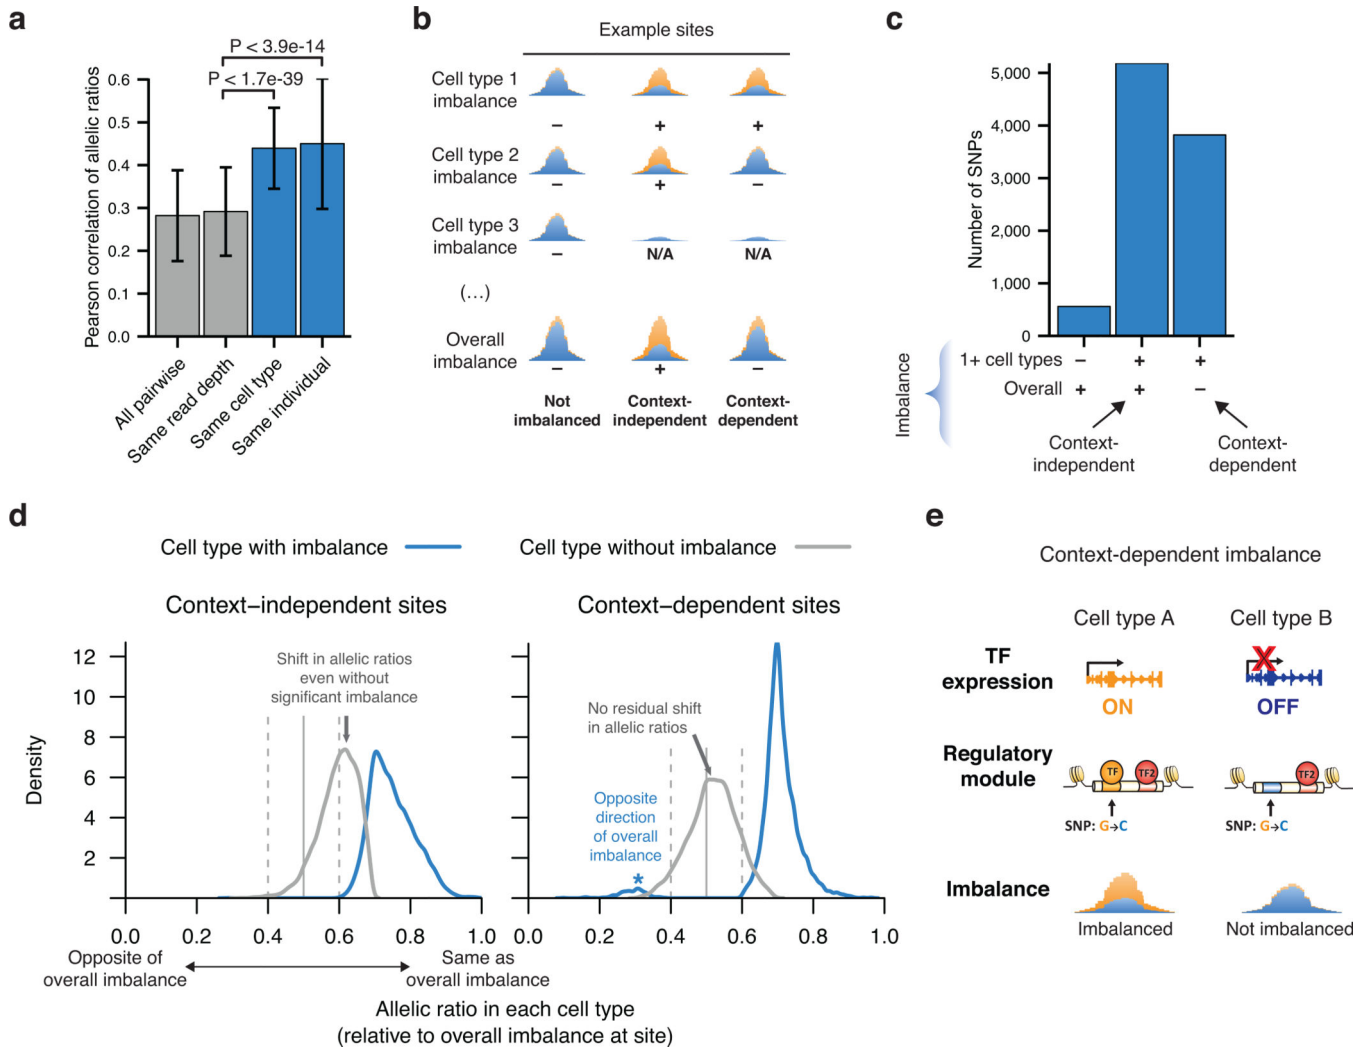 a
P < 3.9e-14
P < 1.7e-39
Pearson correlation of allelic ratios
0.6
0.5
0.4
0.3
0.2
0.1
0.0
All pairwise
Same read depth
Same cell type
Same individual
b
Example sites
Cell type 1
imbalance
– + +
Cell type 2
imbalance
– + –
Cell type 3
imbalance
– N/A N/A
(...)
Overall
imbalance
– + –
Not
imbalanced
Context-
independent
Context-
dependent
c
Number of SNPs
5,000
4,000
3,000
2,000
1,000
0
Imbalance
1+ cell types – + +
Overall + + –
Context-
independent
Context-
dependent
d
Cell type with imbalance
Cell type without imbalance
Context–independent sites
Context–dependent sites
Density
12
10
8
6
4
2
Shift in allelic ratios
even without
significant imbalance
No residual shift
in allelic ratios
Opposite
direction
of overall
imbalance
*
0.0 0.2 0.4 0.6 0.8 1.0
0.0 0.2 0.4 0.6 0.8 1.0
Opposite of
overall imbalance
Same as
overall imbalance
Allelic ratio in each cell type
(relative to overall imbalance at site)
e
Context-dependent imbalance
Cell type A
Cell type B
TF
expression
ON
X
OFF
Regulatory
module
TF TF2
TF2
SNP: G→C
SNP: G→C
Imbalance
Imbalanced
Not imbalanced